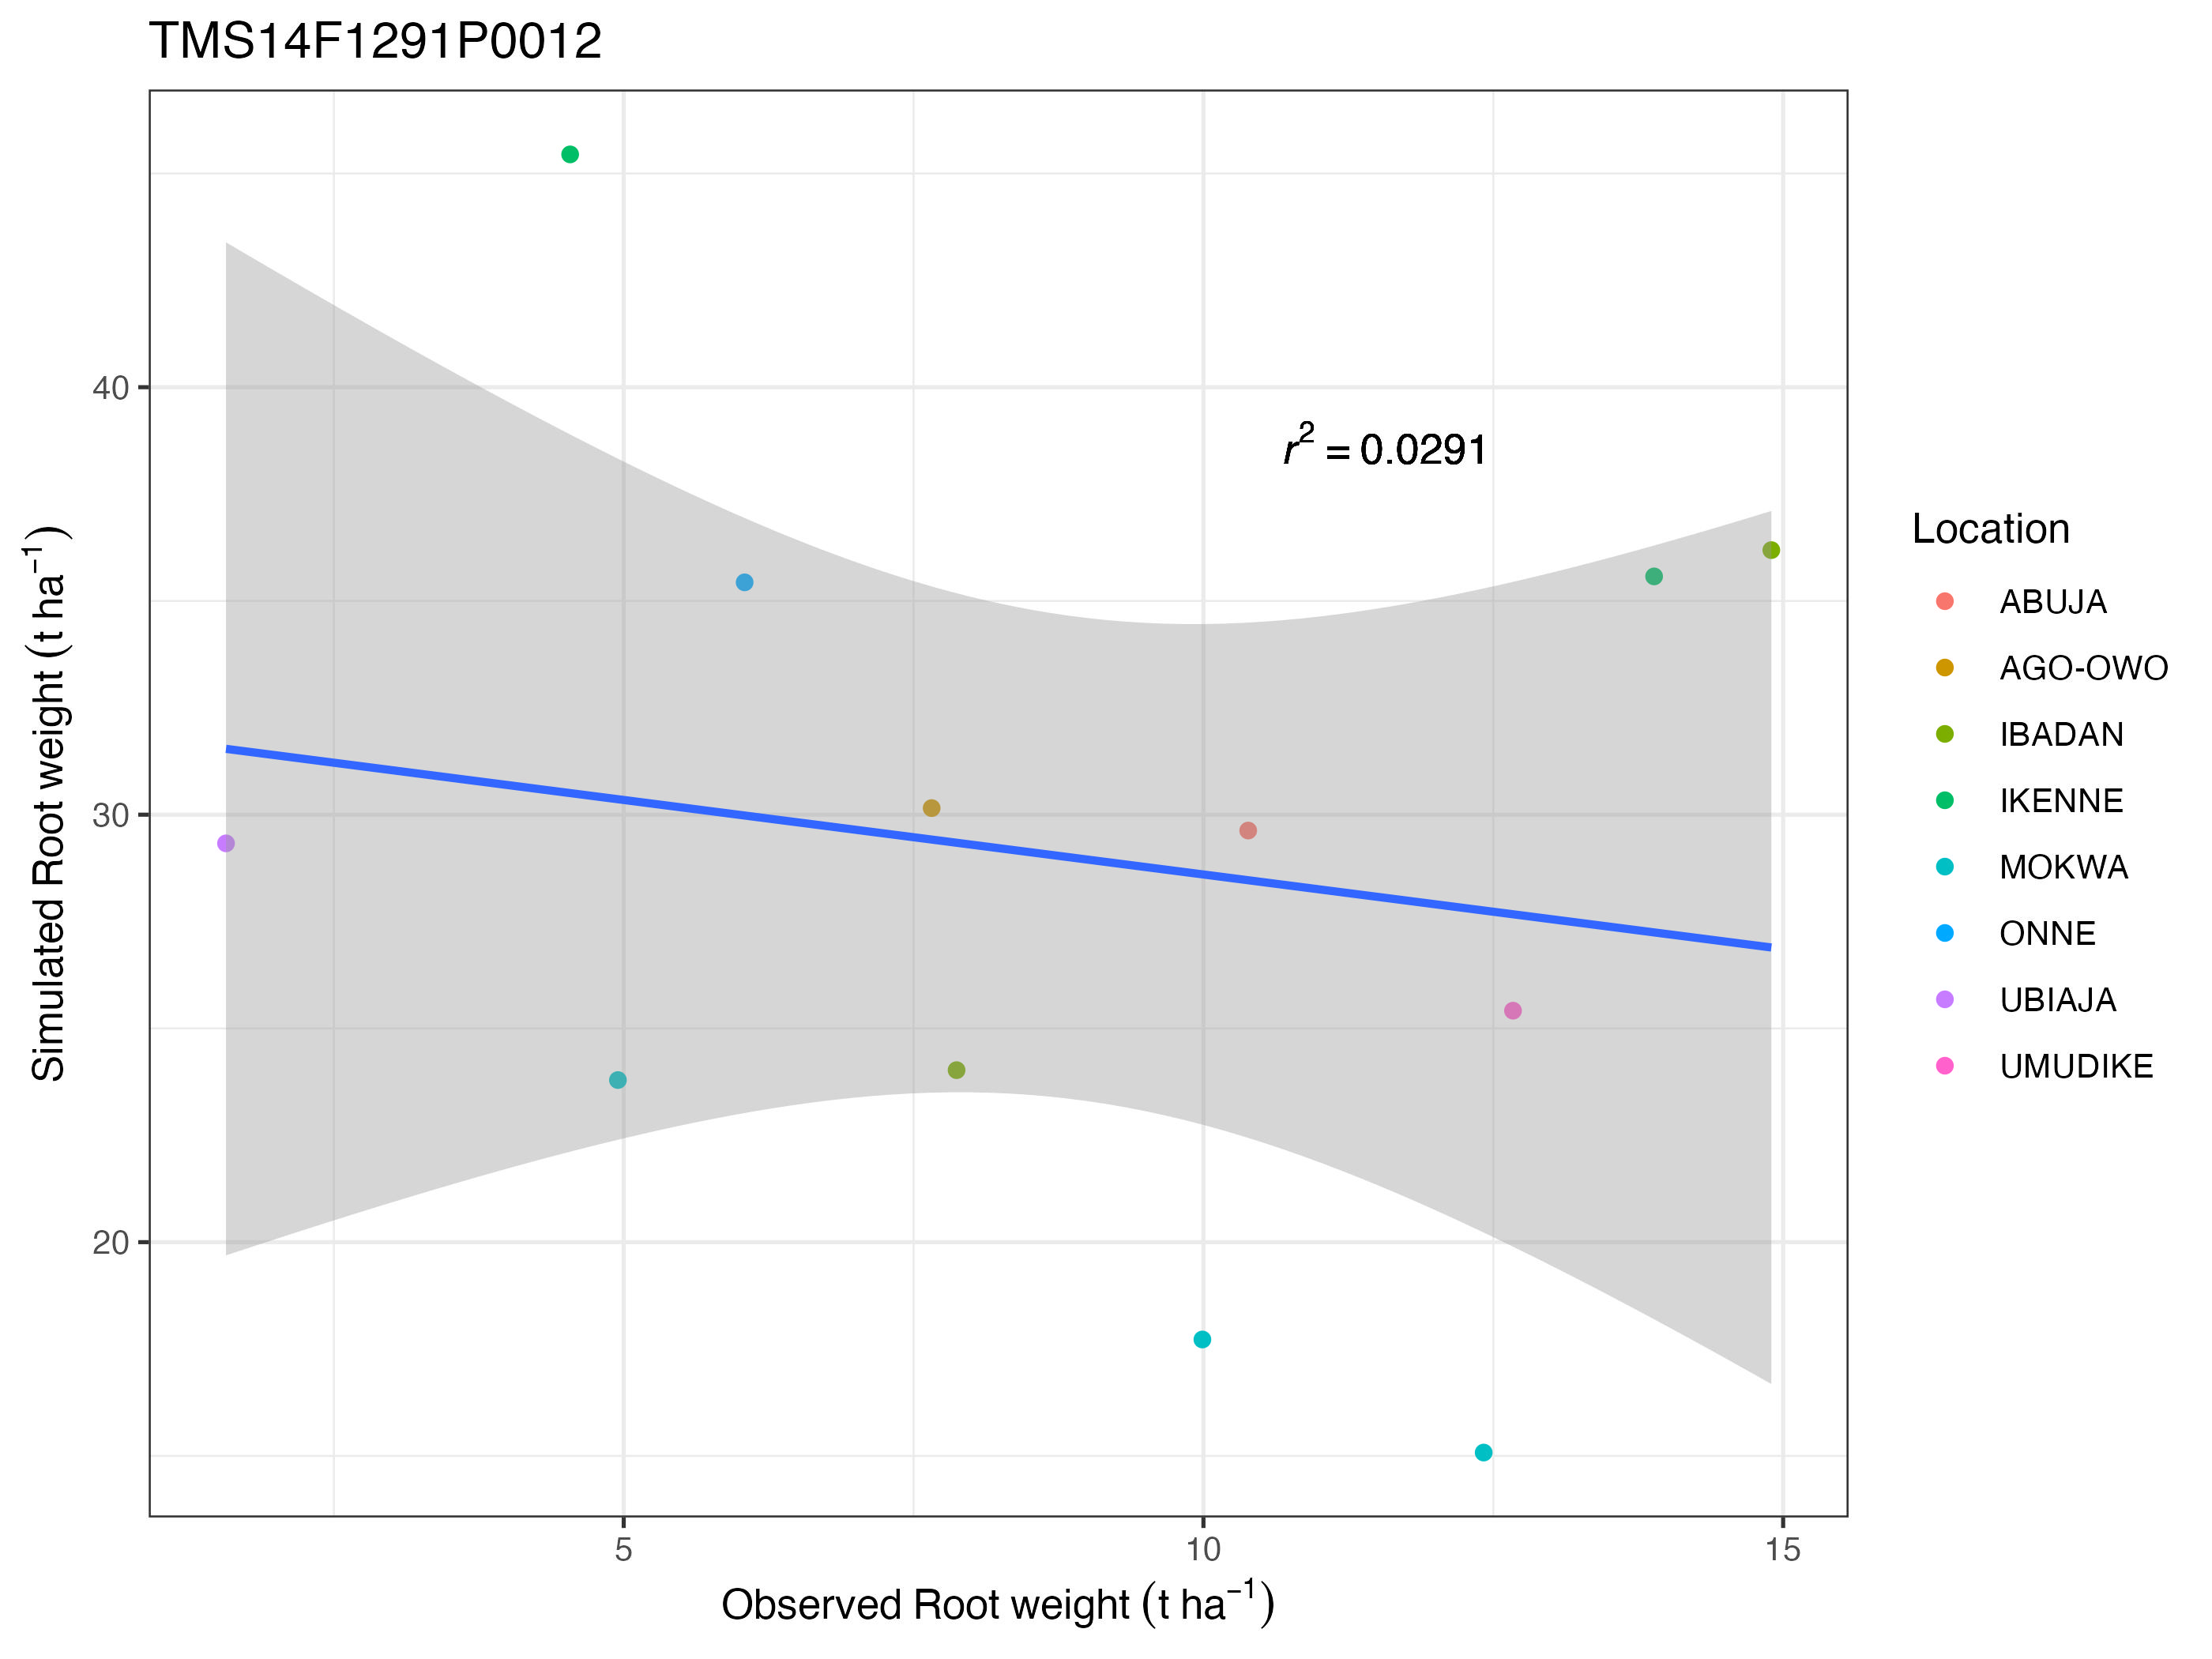 TMS14F1291P0012
r² = 0.0291
Simulated Root weight (t ha⁻¹)
40
30
20
5 10 15
Observed Root weight (t ha⁻¹)
Location
ABUJA
AGO-OWO
IBADAN
IKENNE
MOKWA
ONNE
UBIAJA
UMUDIKE